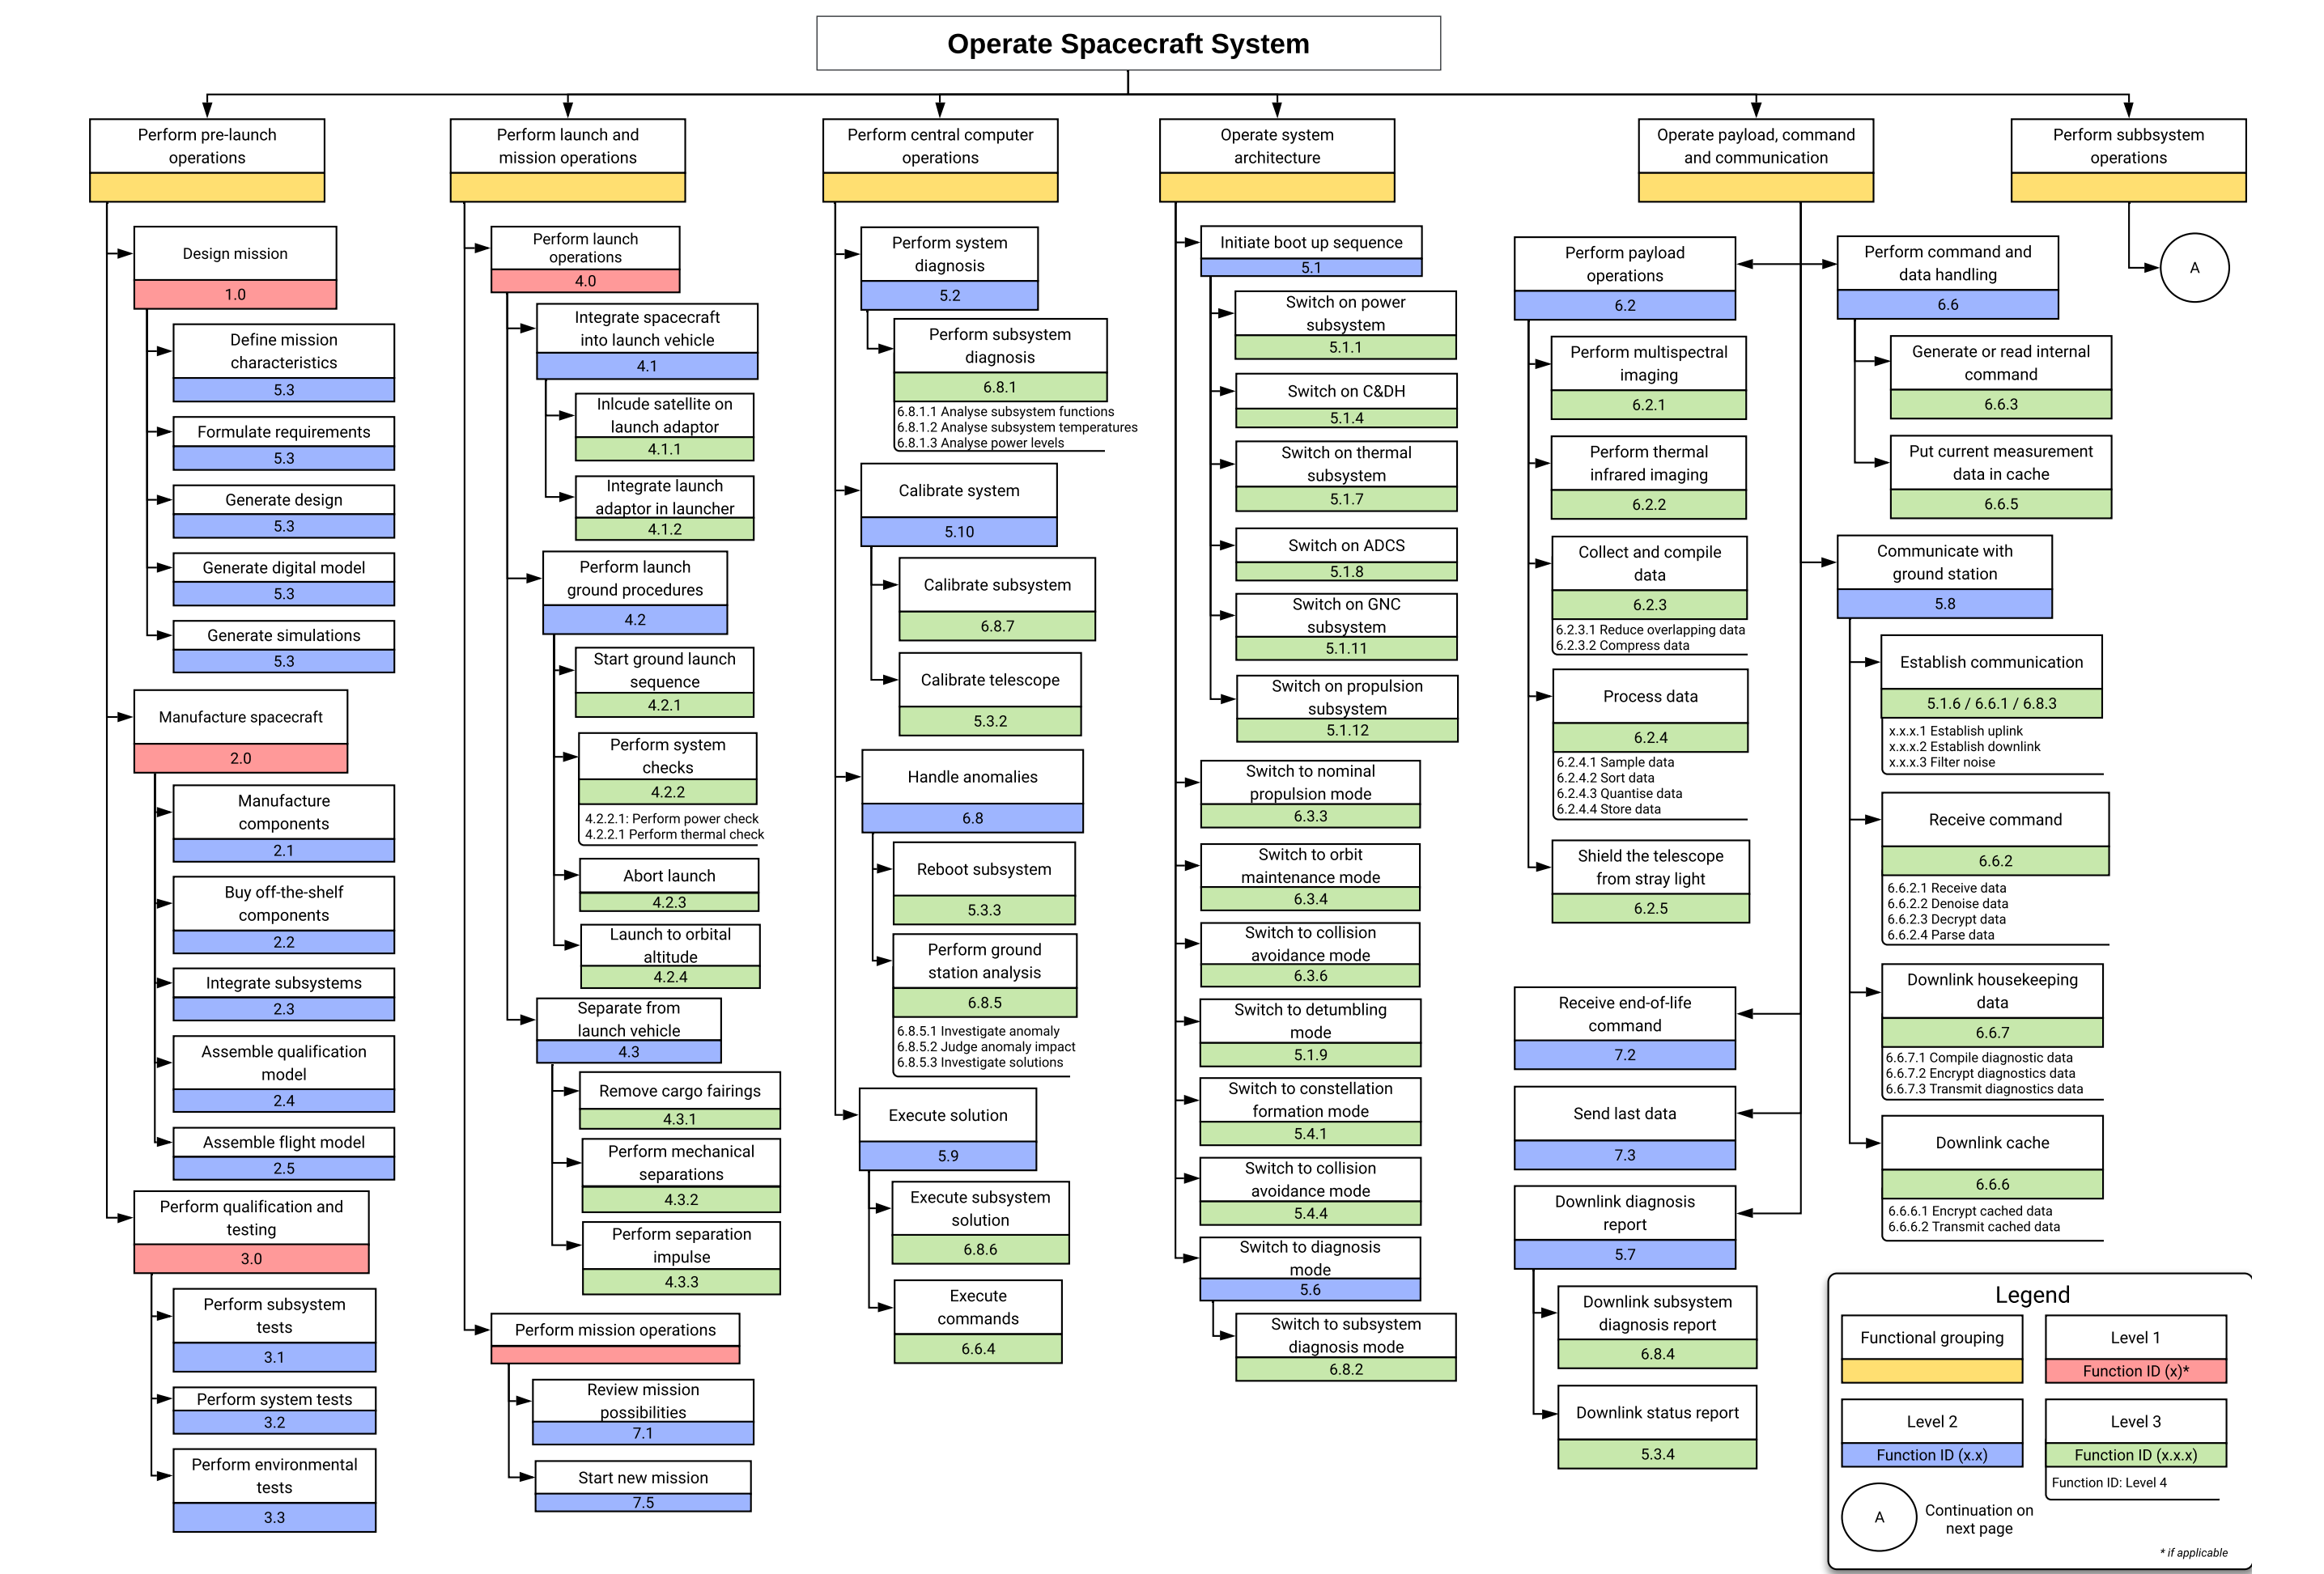 Operate Spacecraft System
Perform pre-launch
operations
Design mission
1.0
Define mission
characteristics
5.3
Formulate requirements
5.3
Generate design
5.3
Generate digital model
5.3
Generate simulations
5.3
Manufacture spacecraft
2.0
Manufacture
components
2.1
Buy off-the-shelf
components
2.2
Integrate subsystems
2.3
Assemble qualification
model
2.4
Assemble flight model
2.5
Perform qualification and
testing
3.0
Perform subsystem
tests
3.1
Perform system tests
3.2
Perform environmental
tests
3.3
Perform launch and
mission operations
Perform launch
operations
4.0
Integrate spacecraft
into launch vehicle
4.1
Inlcude satellite on
launch adaptor
4.1.1
Integrate launch
adaptor in launcher
4.1.2
Perform launch
ground procedures
4.2
Start ground launch
sequence
4.2.1
Perform system
checks
4.2.2
4.2.2.1: Perform power check
4.2.2.1 Perform thermal check
Abort launch
4.2.3
Launch to orbital
altitude
4.2.4
Separate from
launch vehicle
4.3
Remove cargo fairings
4.3.1
Perform mechanical
separations
4.3.2
Perform separation
impulse
4.3.3
Perform mission operations
Review mission
possibilities
7.1
Start new mission
7.5
Perform central computer
operations
Perform system
diagnosis
5.2
Perform subsystem
diagnosis
6.8.1
6.8.1.1 Analyse subsystem functions
6.8.1.2 Analyse subsystem temperatures
6.8.1.3 Analyse power levels
Calibrate system
5.10
Calibrate subsystem
6.8.7
Calibrate telescope
5.3.2
Handle anomalies
6.8
Reboot subsystem
5.3.3
Perform ground
station analysis
6.8.5
6.8.5.1 Investigate anomaly
6.8.5.2 Judge anomaly impact
6.8.5.3 Investigate solutions
Execute solution
5.9
Execute subsystem
solution
6.8.6
Execute
commands
6.6.4
Operate system
architecture
Initiate boot up sequence
5.1
Switch on power
subsystem
5.1.1
Switch on C&DH
5.1.4
Switch on thermal
subsystem
5.1.7
Switch on ADCS
5.1.8
Switch on GNC
subsystem
5.1.11
Switch on propulsion
subsystem
5.1.12
Switch to nominal
propulsion mode
6.3.3
Switch to orbit
maintenance mode
6.3.4
Switch to collision
avoidance mode
6.3.6
Switch to detumbling
mode
5.1.9
Switch to constellation
formation mode
5.4.1
Switch to collision
avoidance mode
5.4.4
Switch to diagnosis
mode
5.6
Switch to subsystem
diagnosis mode
6.8.2
Operate payload, command
and communication
Perform payload
operations
6.2
Perform multispectral
imaging
6.2.1
Perform thermal
infrared imaging
6.2.2
Collect and compile
data
6.2.3
6.2.3.1 Reduce overlapping data
6.2.3.2 Compress data
Process data
6.2.4
6.2.4.1 Sample data
6.2.4.2 Sort data
6.2.4.3 Quantise data
6.2.4.4 Store data
Shield the telescope
from stray light
6.2.5
Receive end-of-life
command
7.2
Send last data
7.3
Downlink diagnosis
report
5.7
Downlink subsystem
diagnosis report
6.8.4
Downlink status report
5.3.4
Perform command and
data handling
6.6
Generate or read internal
command
6.6.3
Put current measurement
data in cache
6.6.5
Communicate with
ground station
5.8
Establish communication
5.1.6 / 6.6.1 / 6.8.3
x.x.x.1 Establish uplink
x.x.x.2 Establish downlink
x.x.x.3 Filter noise
Receive command
6.6.2
6.6.2.1 Receive data
6.6.2.2 Denoise data
6.6.2.3 Decrypt data
6.6.2.4 Parse data
Downlink housekeeping
data
6.6.7
6.6.7.1 Compile diagnostic data
6.6.7.2 Encrypt diagnostics data
6.6.7.3 Transmit diagnostics data
Downlink cache
6.6.6
6.6.6.1 Encrypt cached data
6.6.6.2 Transmit cached data
Perform subbsystem
operations
A
Legend
Functional grouping
Level 1
Function ID (x)*
Level 2
Function ID (x.x)
Level 3
Function ID (x.x.x)
Function ID: Level 4
A
Continuation on
next page
* if applicable